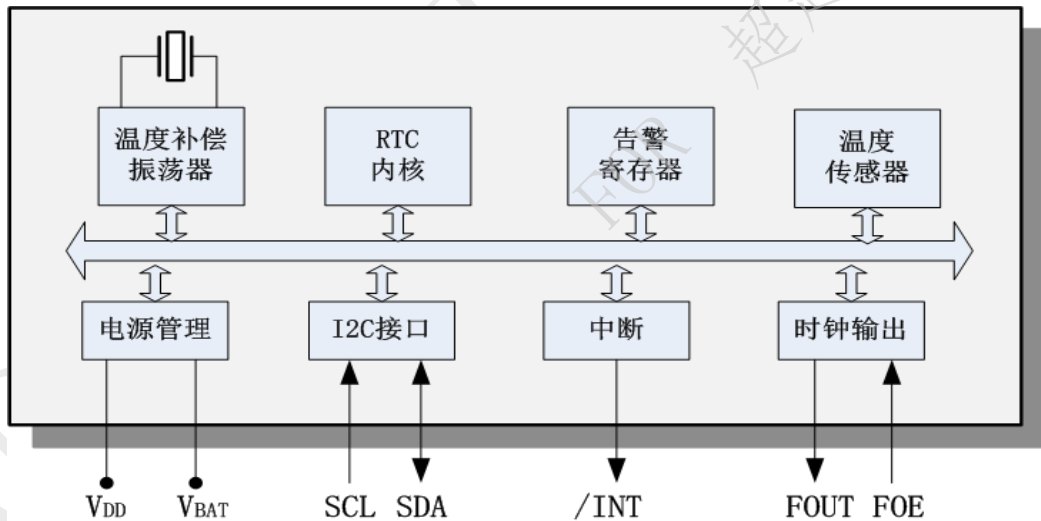 温度补偿
振荡器
RTC
内核
告警
寄存器
温度
传感器
电源管理
I2C接口
中断
时钟输出
VDD
VBAT
SCL
SDA
/INT
FOUT
FOE
FOR
超